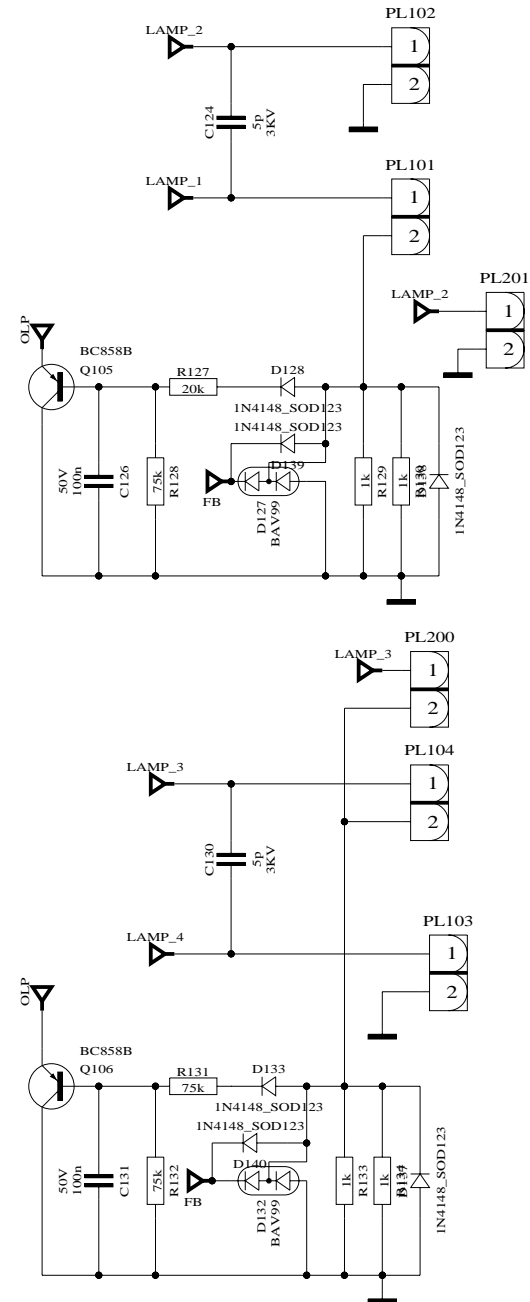 PL102
LAMP_2
1
2
C124
5p
3KV
LAMP_1
PL101
1
2
PL201
LAMP_2
1
2
OLP
BC858B
Q105
R127
20k
D128
1N4148_SOD123
1N4148_SOD123
D139
50V
100n
C126
75k
R128
FB
D127
BAV99
1k
R129
1k
1N4148_SOD123
PL200
LAMP_3
1
2
PL104
LAMP_3
1
2
C130
5p
3KV
PL103
LAMP_4
1
2
OLP
BC858B
Q106
R131
75k
D133
1N4148_SOD123
1N4148_SOD123
D140
50V
100n
C131
75k
R132
FB
D132
BAV99
1k
R133
1k
1N4148_SOD123